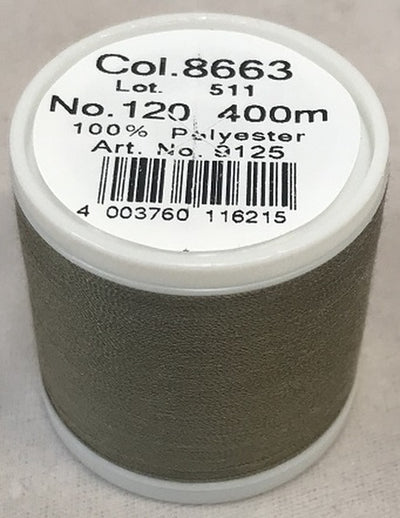 Col.8663
Lot. 511
No.120 400m
100% Polyester
Art. No. 9125
4 003760 116215